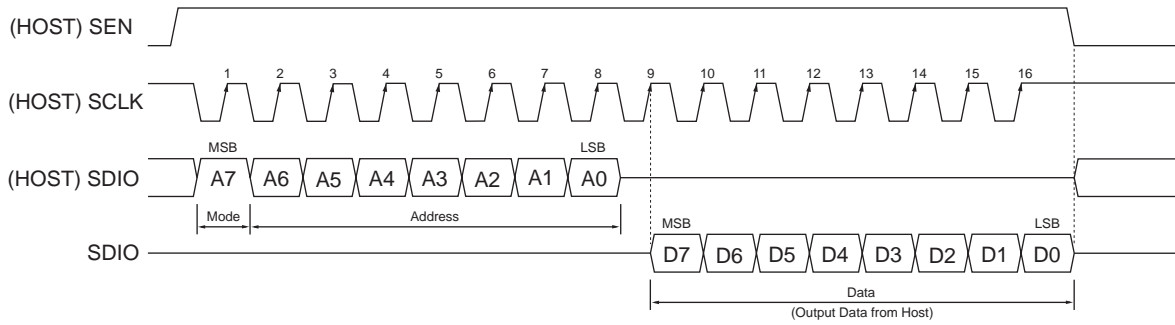 (HOST) SEN
1 2 3 4 5 6 7 8 9 10 11 12 13 14 15 16
(HOST) SCLK
MSB LSB
(HOST) SDIO A7 A6 A5 A4 A3 A2 A1 A0
Mode Address
MSB LSB
SDIO D7 D6 D5 D4 D3 D2 D1 D0
Data
(Output Data from Host)